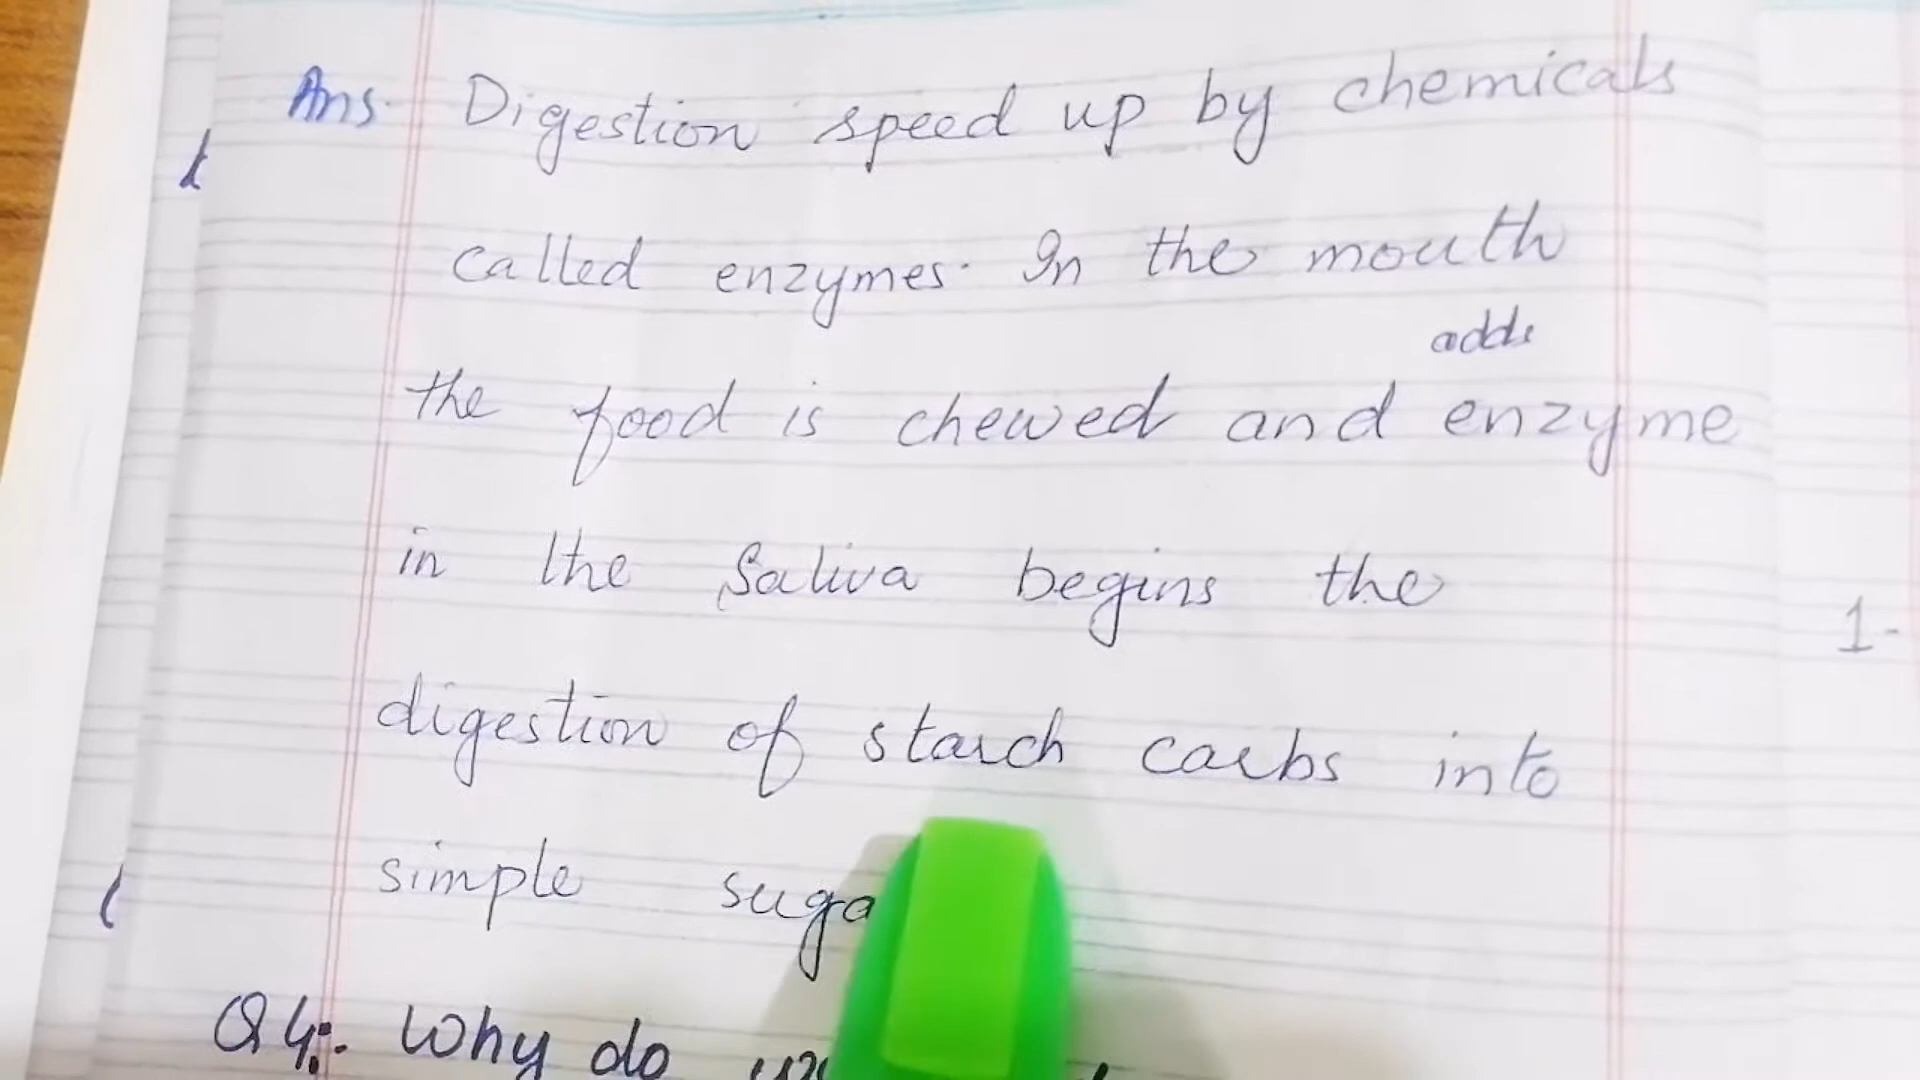 Ans. Digestion speed up by chemicals
called enzymes. In the mouth
adds
the food is chewed and enzyme
in the Saliva begins the
digestion of starch carbs into
simple
Q4:. Why do
1-